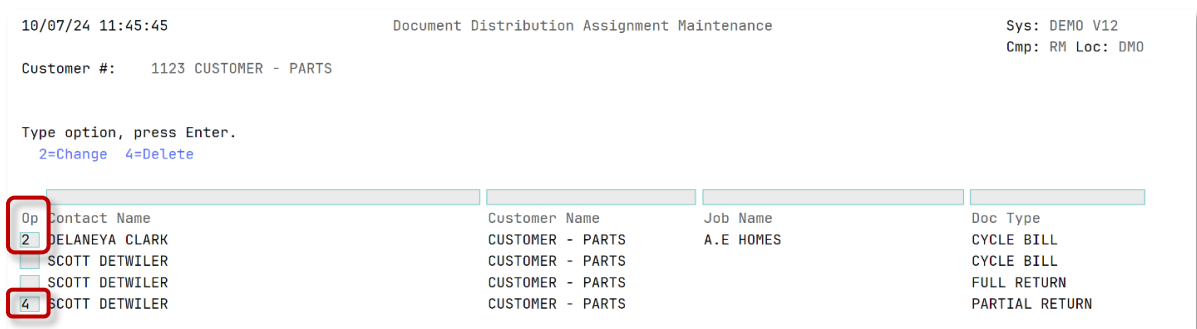 10/07/24 11:45:45 Document Distribution Assignment Maintenance Sys: DEMO V12
Cmp: RM Loc: DMO
Customer #: 1123 CUSTOMER - PARTS
Type option, press Enter.
2=Change 4=Delete
Op Contact Name Customer Name Job Name Doc Type
2 DELANEYA CLARK CUSTOMER - PARTS A.E HOMES CYCLE BILL
SCOTT DETWILER CUSTOMER - PARTS CYCLE BILL
SCOTT DETWILER CUSTOMER - PARTS FULL RETURN
4 SCOTT DETWILER CUSTOMER - PARTS PARTIAL RETURN